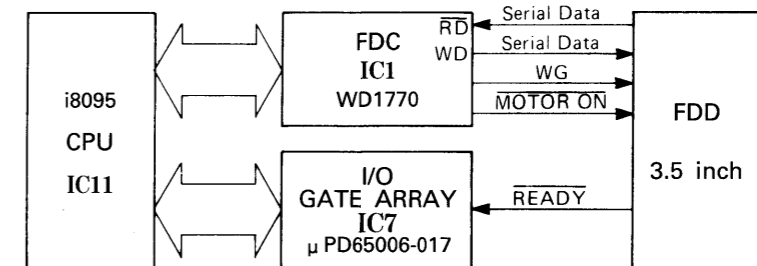 i8095
CPU
IC11
FDC
IC1
WD1770
RD
WD
Serial Data
Serial Data
WG
MOTOR ON
FDD
3.5 inch
I/O
GATE ARRAY
IC7
μPD65006-017
READY